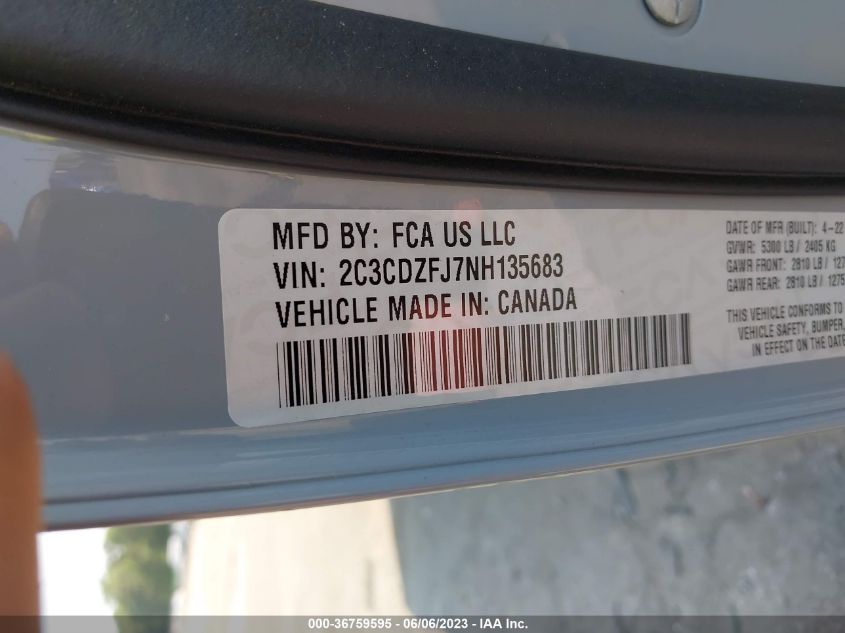 MFD BY: FCA US LLC
VIN: 2C3CDZFJ7NH135683
VEHICLE MADE IN: CANADA
DATE OF MFR (BUILT): 4-22
GVWR: 5300 LB / 2405 KG
GAWR FRONT: 2810 LB / 127
GAWR REAR: 2810 LB / 1275
THIS VEHICLE CONFORMS TO
VEHICLE SAFETY, BUMPER,
IN EFFECT ON THE DATE
000-36759595 - 06/06/2023 - IAA Inc.